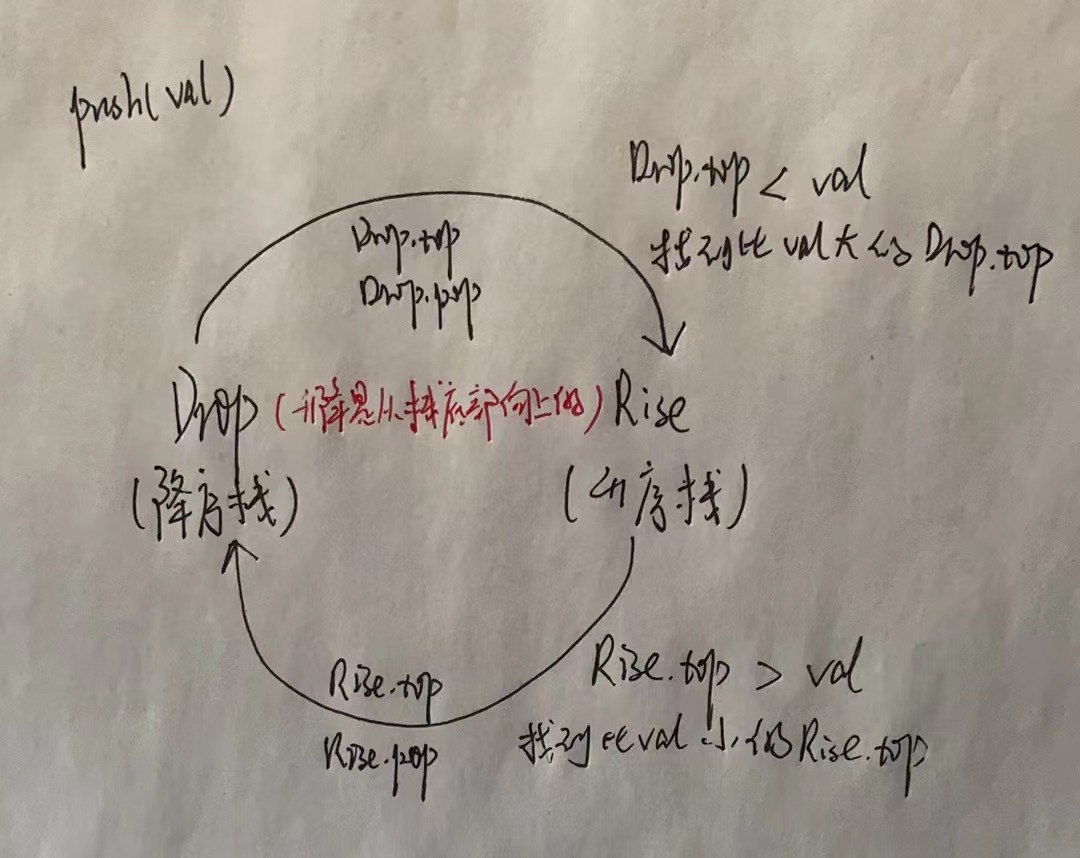 push(val)
Drop.top < val
找到比val大的Drop.top
Drop.top
Drop.pop
Drop
(升降是从栈底部向上的)
Rise
(降序栈)
(升序栈)
Rise.top > val
找到比val小的Rise.top
Rise.top
Rise.pop